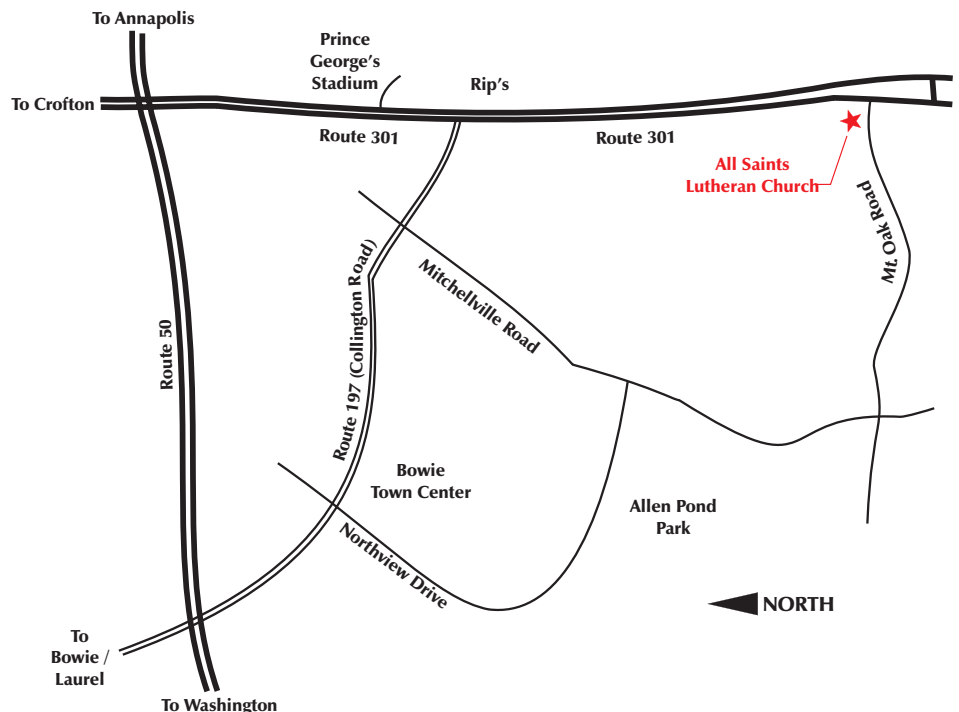 To Annapolis
Prince
George's
Stadium
Rip's
To Crofton
Route 301
Route 301
All Saints
Lutheran Church
Mt. Oak Road
Mitchellville Road
Route 197 (Collington Road)
Route 50
Bowie
Town Center
Allen Pond
Park
Northview Drive
NORTH
To
Bowie /
Laurel
To Washington